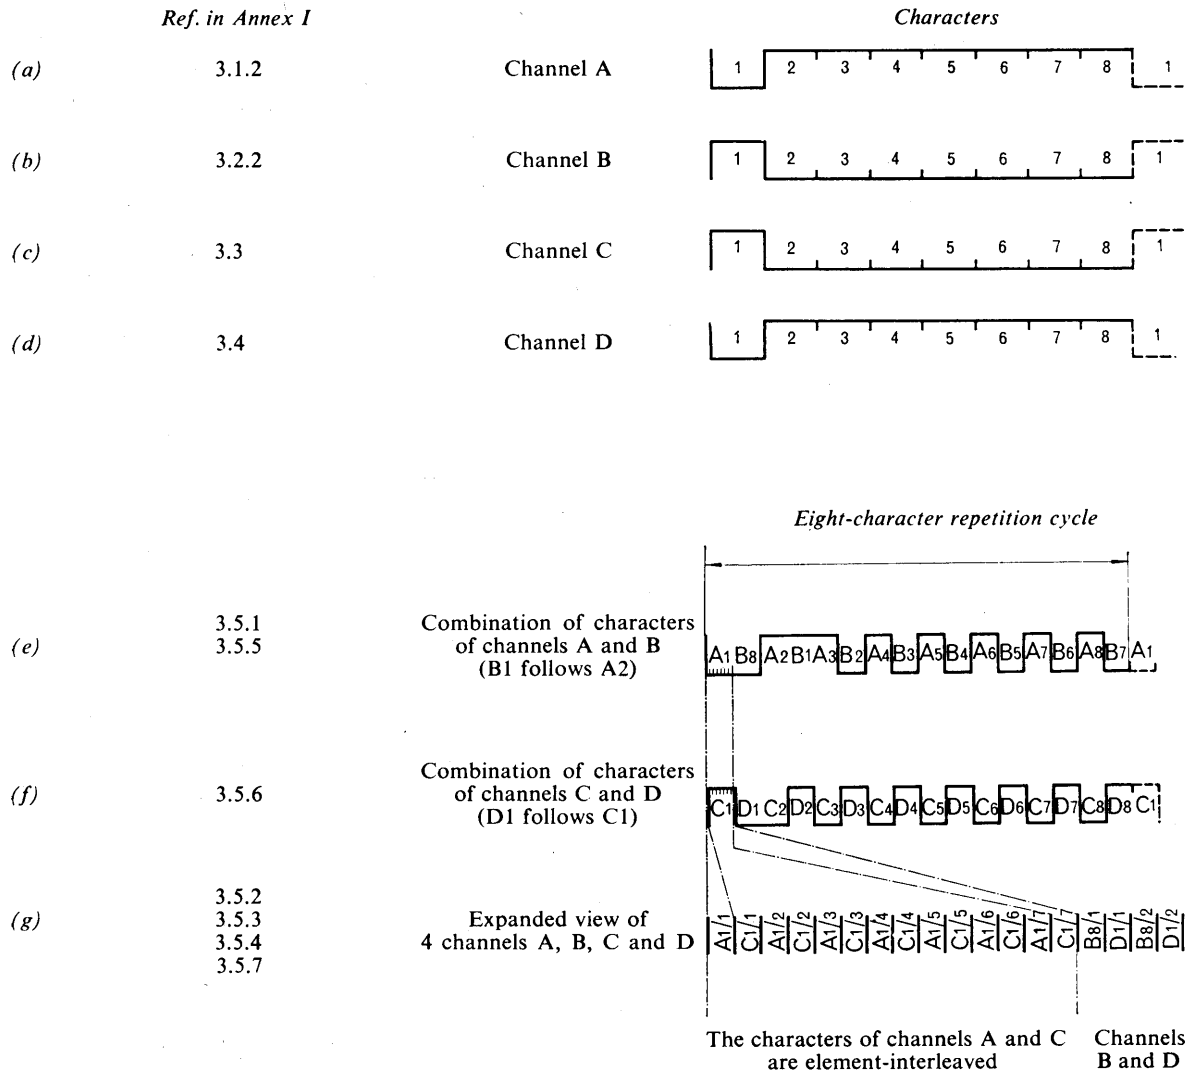 Ref. in Annex I Characters
(a) 3.1.2 Channel A 1 2 3 4 5 6 7 8 1
(b) 3.2.2 Channel B 1 2 3 4 5 6 7 8 1
(c) 3.3 Channel C 1 2 3 4 5 6 7 8 1
(d) 3.4 Channel D 1 2 3 4 5 6 7 8 1
Eight-character repetition cycle
(e) 3.5.1
3.5.5
Combination of characters
of channels A and B
(B1 follows A2)
A1 B8 A2 B1 A3 B2 A4 B3 A5 B4 A6 B5 A7 B6 A8 B7 A1
(f) 3.5.6
Combination of characters
of channels C and D
(D1 follows C1)
C1 D1 C2 D2 C3 D3 C4 D4 C5 D5 C6 D6 C7 D7 C8 D8 C1
(g) 3.5.2
3.5.3
3.5.4
3.5.7
Expanded view of
4 channels A, B, C and D
A1/1 C1/1 A1/2 C1/2 A1/3 C1/3 A1/4 C1/4 A1/5 C1/5 A1/6 C1/6 A1/7 C1/7 B8/1 D1/1 B8/2 D1/2
The characters of channels A and C
are element-interleaved
Channels
B and D